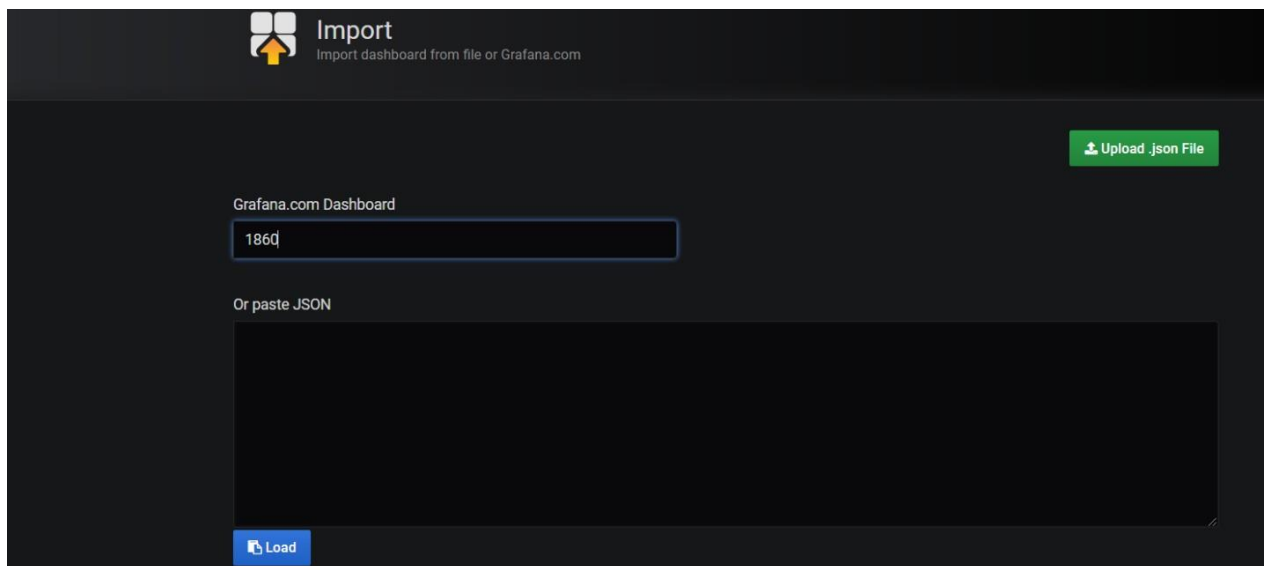 Import
Import dashboard from file or Grafana.com
Upload .json File
Grafana.com Dashboard
1860
Or paste JSON
Load